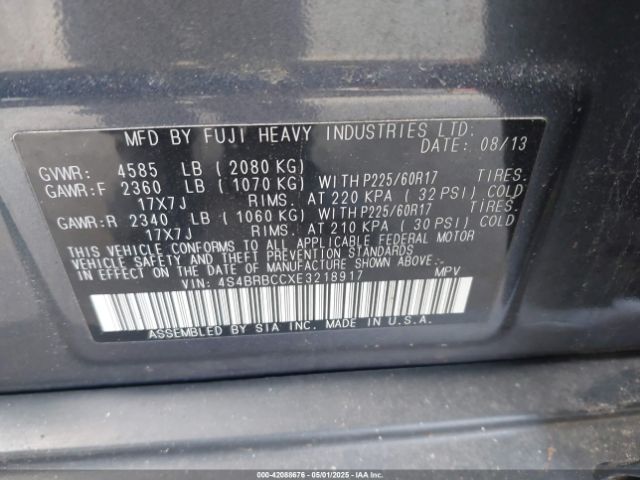 MFD BY FUJI HEAVY INDUSTRIES LTD.
DATE: 08/13
GVWR: 4585 LB (2080 KG)
GAWR:F 2360 LB (1070 KG) WITH P225/60R17 TIRES.
17X7J RIMS. AT 220 KPA (32 PSI) COLD
GAWR:R 2340 LB (1060 KG) WITH P225/60R17 TIRES.
17X7J RIMS. AT 210 KPA (30 PSI) COLD
THIS VEHICLE CONFORMS TO ALL APPLICABLE FEDERAL MOTOR
VEHICLE SAFETY AND THEFT PREVENTION STANDARDS
IN EFFECT ON THE DATE OF MANUFACTURE SHOWN ABOVE.
VIN: 4S4BRBCCXE3218917 MPV
ASSEMBLED BY SIA INC. MADE IN U.S.A.
000-42088676 - 05/01/2025 - IAAI.COM